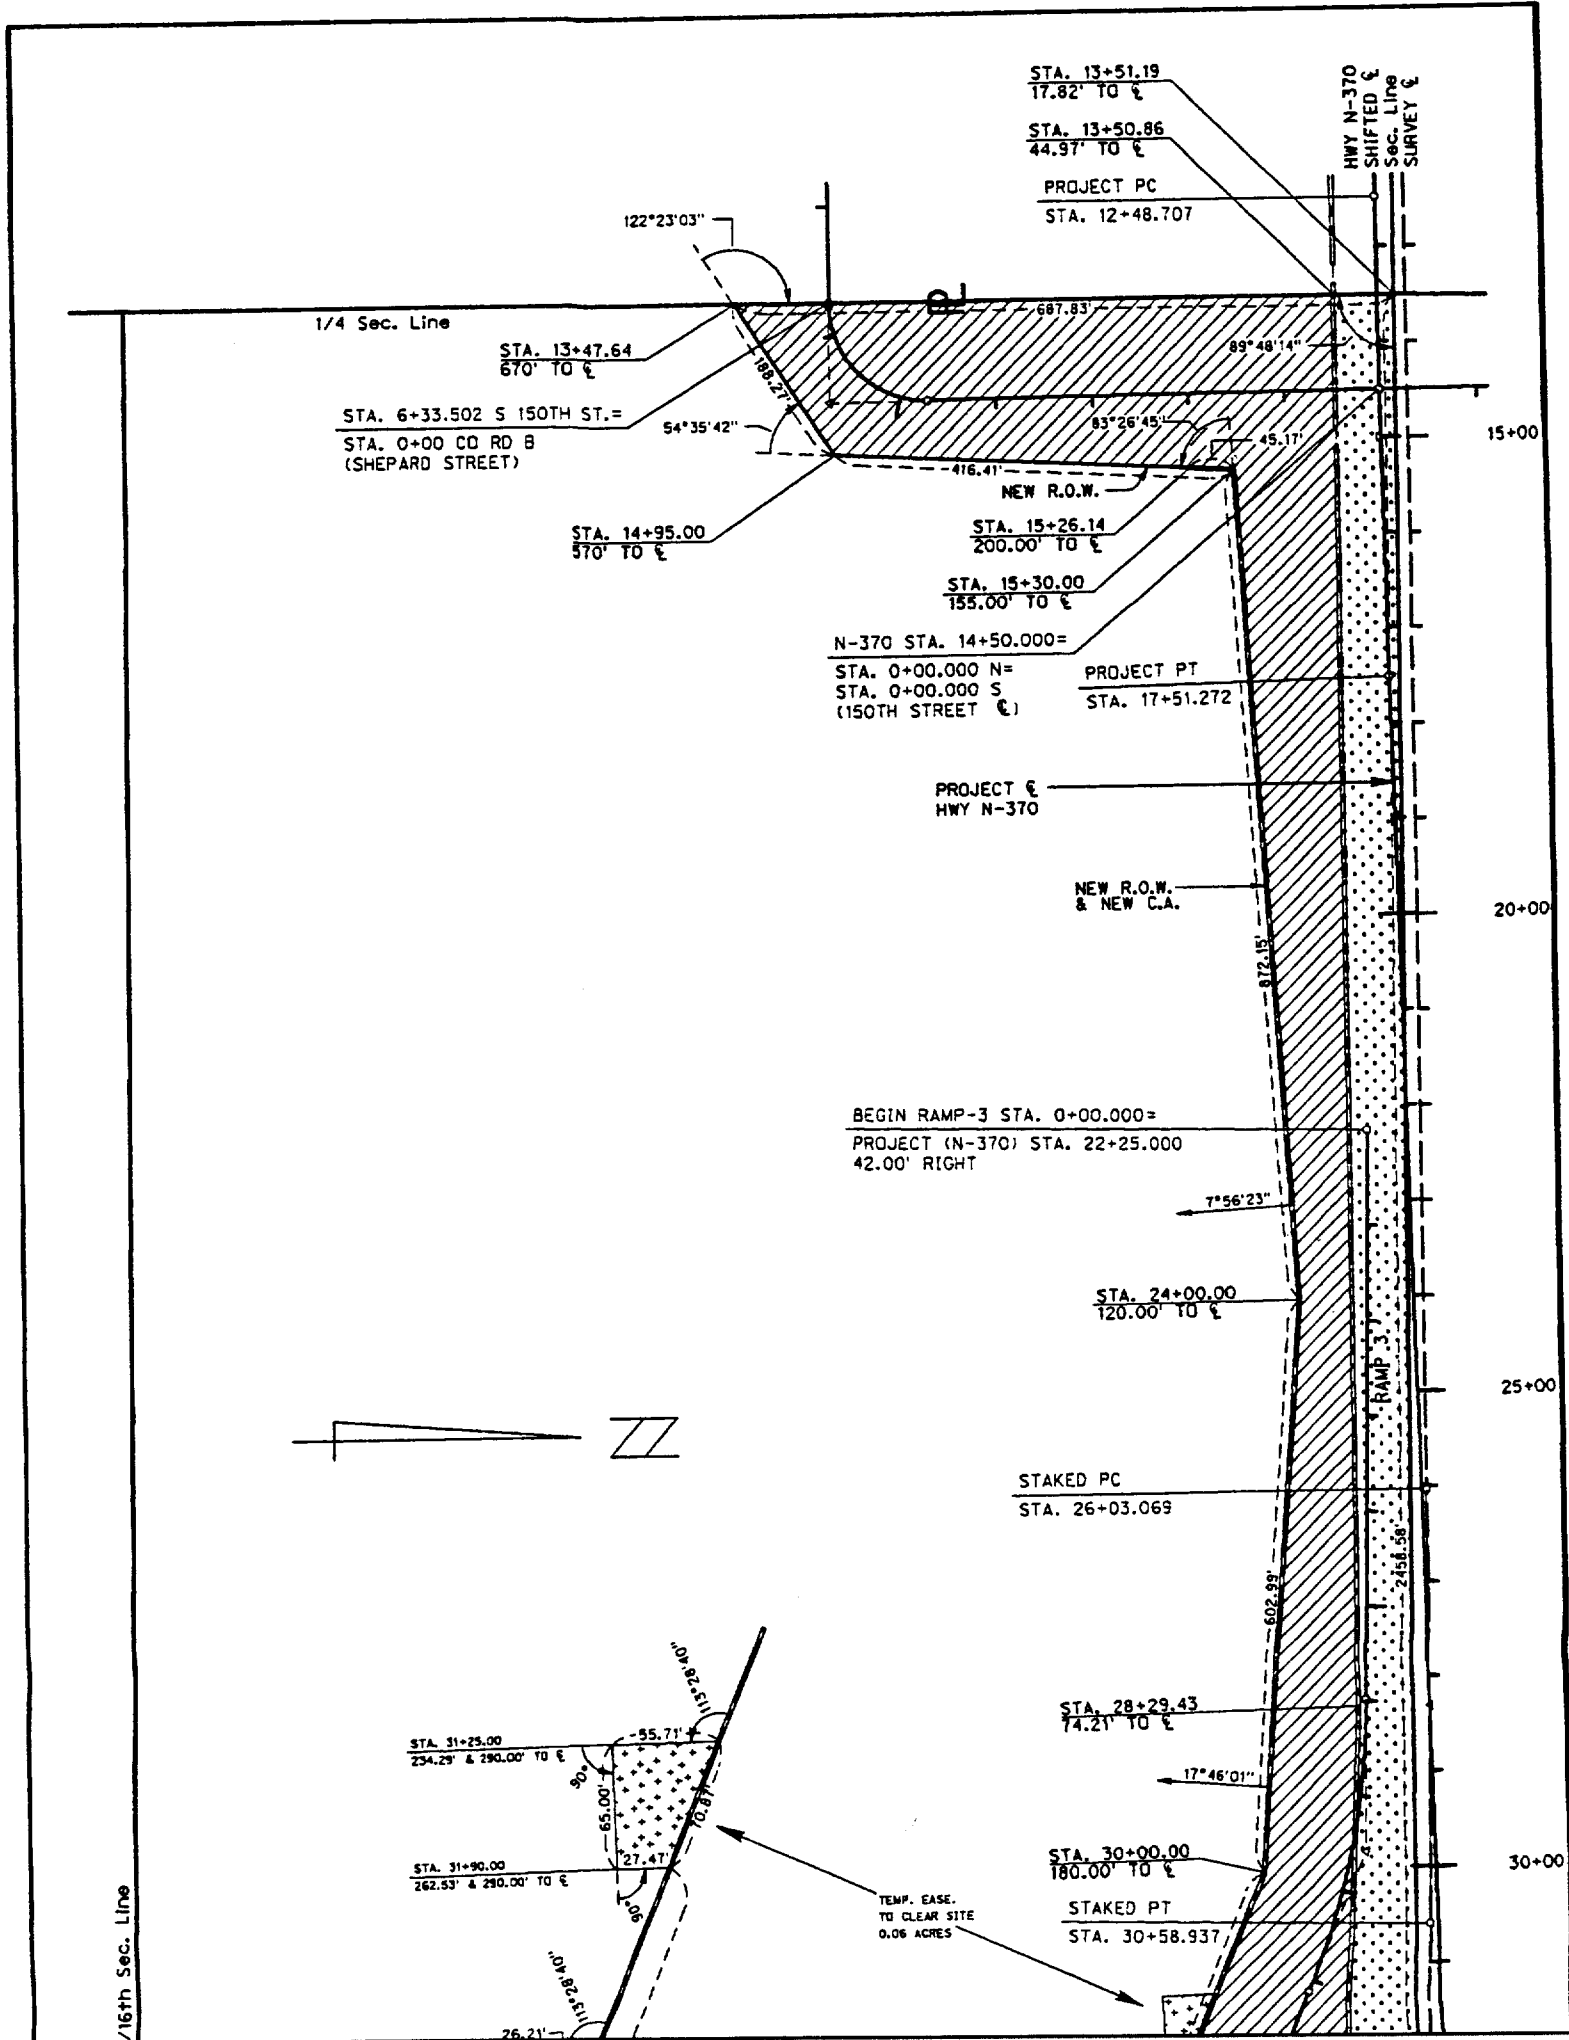 STA. 13+51.19
17.82' TO ℄
STA. 13+50.86
44.97' TO ℄
PROJECT PC
STA. 12+48.707
HWY N-370
SHIFTED ℄
Sec. Line
SURVEY ℄
122°23'03"
1/4 Sec. Line
687.83'
89°48'14"
STA. 13+47.64
670' TO ℄
188.27'
STA. 6+33.502 S 150TH ST.=
STA. 0+00 CO RD B
(SHEPARD STREET)
54°35'42"
83°26'45"
45.17'
15+00
416.41'
NEW R.O.W.
STA. 14+95.00
570' TO ℄
STA. 15+26.14
200.00' TO ℄
STA. 15+30.00
155.00' TO ℄
N-370 STA. 14+50.000=
STA. 0+00.000 N=
STA. 0+00.000 S
(150TH STREET ℄)
PROJECT PT
STA. 17+51.272
PROJECT ℄
HWY N-370
NEW R.O.W.
& NEW C.A.
20+00
872.15'
BEGIN RAMP-3 STA. 0+00.000=
PROJECT (N-370) STA. 22+25.000
42.00' RIGHT
7°56'23"
STA. 24+00.00
120.00' TO ℄
RAMP 3
25+00
N
STAKED PC
STA. 26+03.069
2458.58'
602.99'
113°28'40"
STA. 28+29.43
74.21' TO ℄
55.71'
STA. 31+25.00
234.29' & 290.00' TO ℄
90°
65.00'
70.87'
17°46'01"
27.47'
STA. 31+90.00
262.53' & 290.00' TO ℄
90°
STA. 30+00.00
180.00' TO ℄
30+00
TEMP. EASE.
TO CLEAR SITE
0.06 ACRES
STAKED PT
STA. 30+58.937
/16th Sec. Line
113°28'40"
26.21'